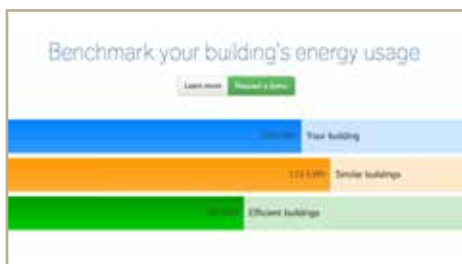 Benchmark your building's energy usage
Learn more Request a demo
Your building
Similar buildings
Efficient buildings